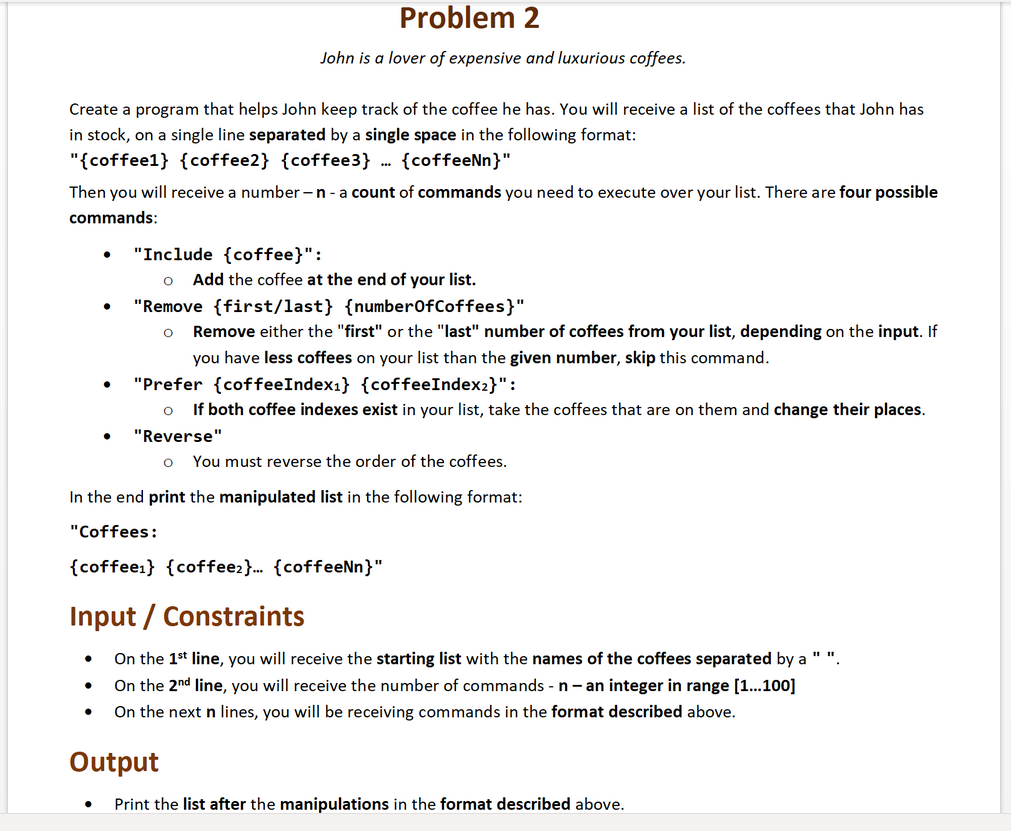 Problem 2
John is a lover of expensive and luxurious coffees.
Create a program that helps John keep track of the coffee he has. You will receive a list of the coffees that John has
in stock, on a single line separated by a single space in the following format:
"{coffee1} {coffee2} {coffee3} … {coffeeNn}"
Then you will receive a number – n - a count of commands you need to execute over your list. There are four possible
commands:
• "Include {coffee}":
o Add the coffee at the end of your list.
• "Remove {first/last} {numberOfCoffees}"
o Remove either the "first" or the "last" number of coffees from your list, depending on the input. If
you have less coffees on your list than the given number, skip this command.
• "Prefer {coffeeIndex₁} {coffeeIndex₂}":
o If both coffee indexes exist in your list, take the coffees that are on them and change their places.
• "Reverse"
o You must reverse the order of the coffees.
In the end print the manipulated list in the following format:
"Coffees:
{coffee₁} {coffee₂}… {coffeeNn}"
Input / Constraints
• On the 1st line, you will receive the starting list with the names of the coffees separated by a " ".
• On the 2nd line, you will receive the number of commands - n – an integer in range [1…100]
• On the next n lines, you will be receiving commands in the format described above.
Output
• Print the list after the manipulations in the format described above.